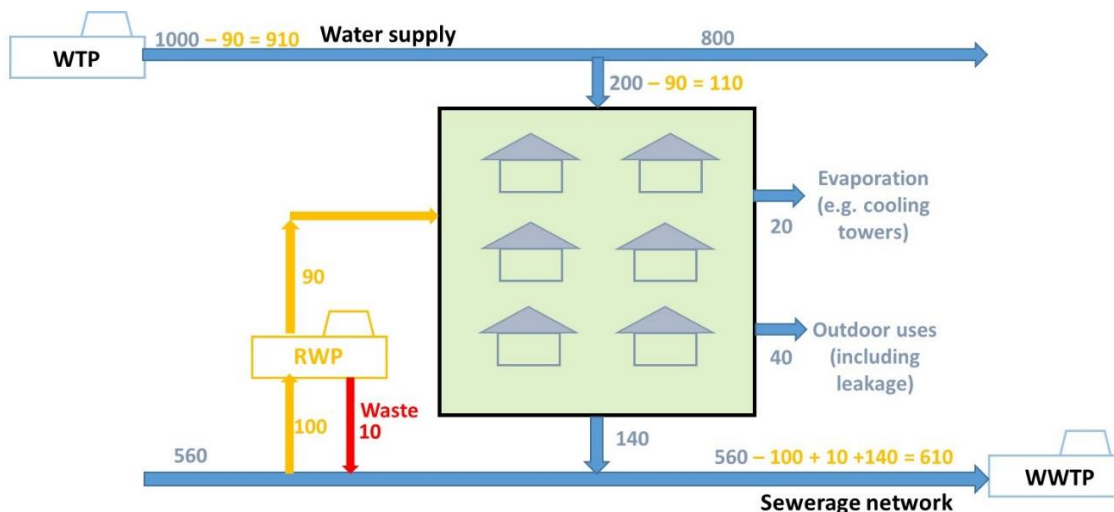 WTP
1000 – 90 = 910
Water supply
800
200 – 90 = 110
Evaporation
(e.g. cooling
towers)
20
90
RWP
Outdoor uses
(including
leakage)
40
Waste
10
100
560
140
560 – 100 + 10 +140 = 610
WWTP
Sewerage network